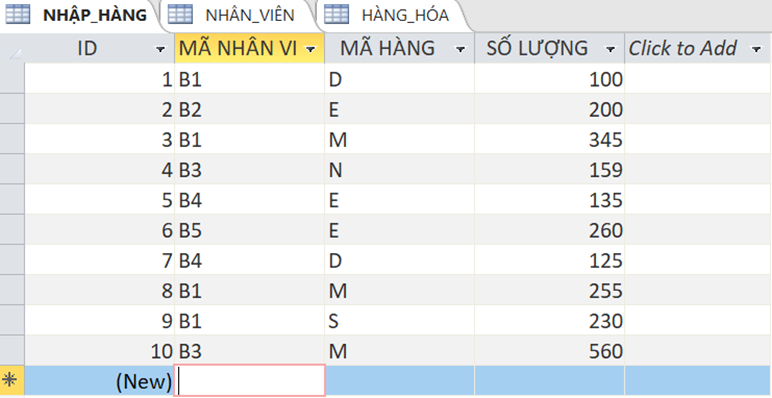 NHẬP_HÀNG NHÂN_VIÊN HÀNG_HÓA
ID MÃ NHÂN VI MÃ HÀNG SỐ LƯỢNG Click to Add
1 B1 D 100
2 B2 E 200
3 B1 M 345
4 B3 N 159
5 B4 E 135
6 B5 E 260
7 B4 D 125
8 B1 M 255
9 B1 S 230
10 B3 M 560
(New)